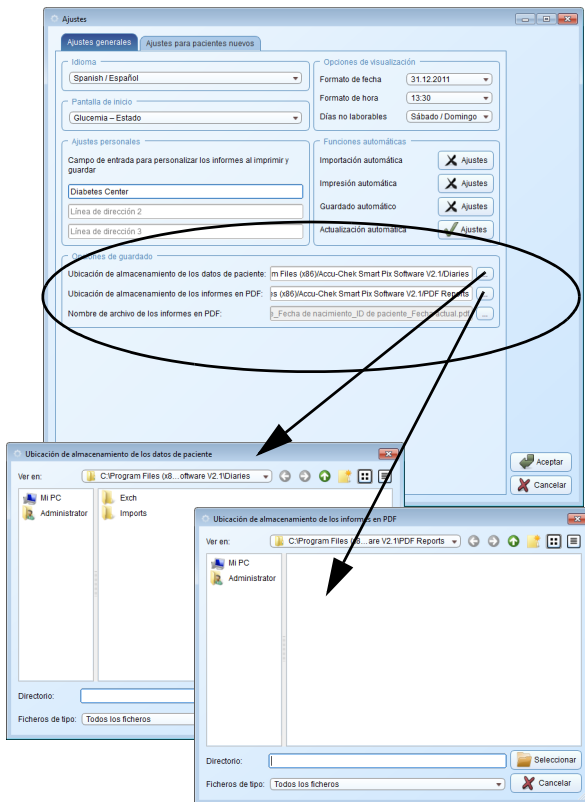 Ajustes
Ajustes generales
Ajustes para pacientes nuevos
Idioma
Spanish / Español
Pantalla de inicio
Glucemia – Estado
Ajustes personales
Campo de entrada para personalizar los informes al imprimir y
guardar
Diabetes Center
Línea de dirección 2
Línea de dirección 3
Opciones de visualización
Formato de fecha 31.12.2011
Formato de hora 13:30
Días no laborables Sábado / Domingo
Funciones automáticas
Importación automática Ajustes
Impresión automática Ajustes
Guardado automático Ajustes
Actualización automática Ajustes
Opciones de guardado
Ubicación de almacenamiento de los datos de paciente: m Files (x86)/Accu-Chek Smart Pix Software V2.1/Diaries ...
Ubicación de almacenamiento de los informes en PDF: es (x86)/Accu-Chek Smart Pix Software V2.1/PDF Reports ...
Nombre de archivo de los informes en PDF: e_Fecha de nacimiento_ID de paciente_Fecha actual.pdf ...
Aceptar
Cancelar
Ubicación de almacenamiento de los datos de paciente
Ver en: C:\Program Files (x8...oftware V2.1\Diaries
Mi PC
Administrator
Exch
Imports
Directorio:
Ficheros de tipo: Todos los ficheros
Ubicación de almacenamiento de los informes en PDF
Ver en: C:\Program Files (x8...are V2.1\PDF Reports
Mi PC
Administrator
Directorio:
Seleccionar
Ficheros de tipo: Todos los ficheros
Cancelar